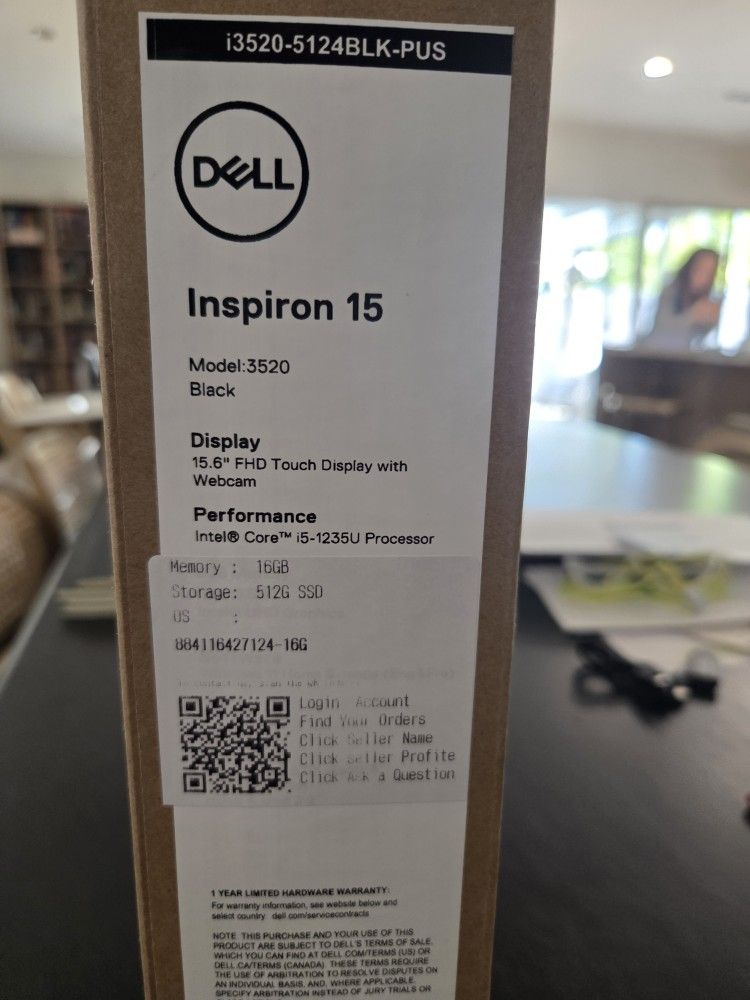 i3520-5124BLK-PUS
DELL
Inspiron 15
Model:3520
Black
Display
15.6" FHD Touch Display with
Webcam
Performance
Intel® Core™ i5-1235U Processor
Memory : 16GB
Storage: 512G SSD
OS :
884116427124-16G
Login Account
Find Your Orders
Click Seller Name
Click Seller Profite
Click Ask a Question
1 YEAR LIMITED HARDWARE WARRANTY:
For warranty information, see website below and
select country dell.com/servicecontracts
NOTE: THIS PURCHASE AND YOUR USE OF THIS
PRODUCT ARE SUBJECT TO DELL'S TERMS OF SALE,
WHICH YOU CAN FIND AT DELL.COM/TERMS (US) OR
DELL.CA/TERMS (CANADA). THESE TERMS REQUIRE
THE USE OF ARBITRATION TO RESOLVE DISPUTES ON
AN INDIVIDUAL BASIS, AND, WHERE APPLICABLE,
SPECIFY ARBITRATION INSTEAD OF JURY TRIALS OR